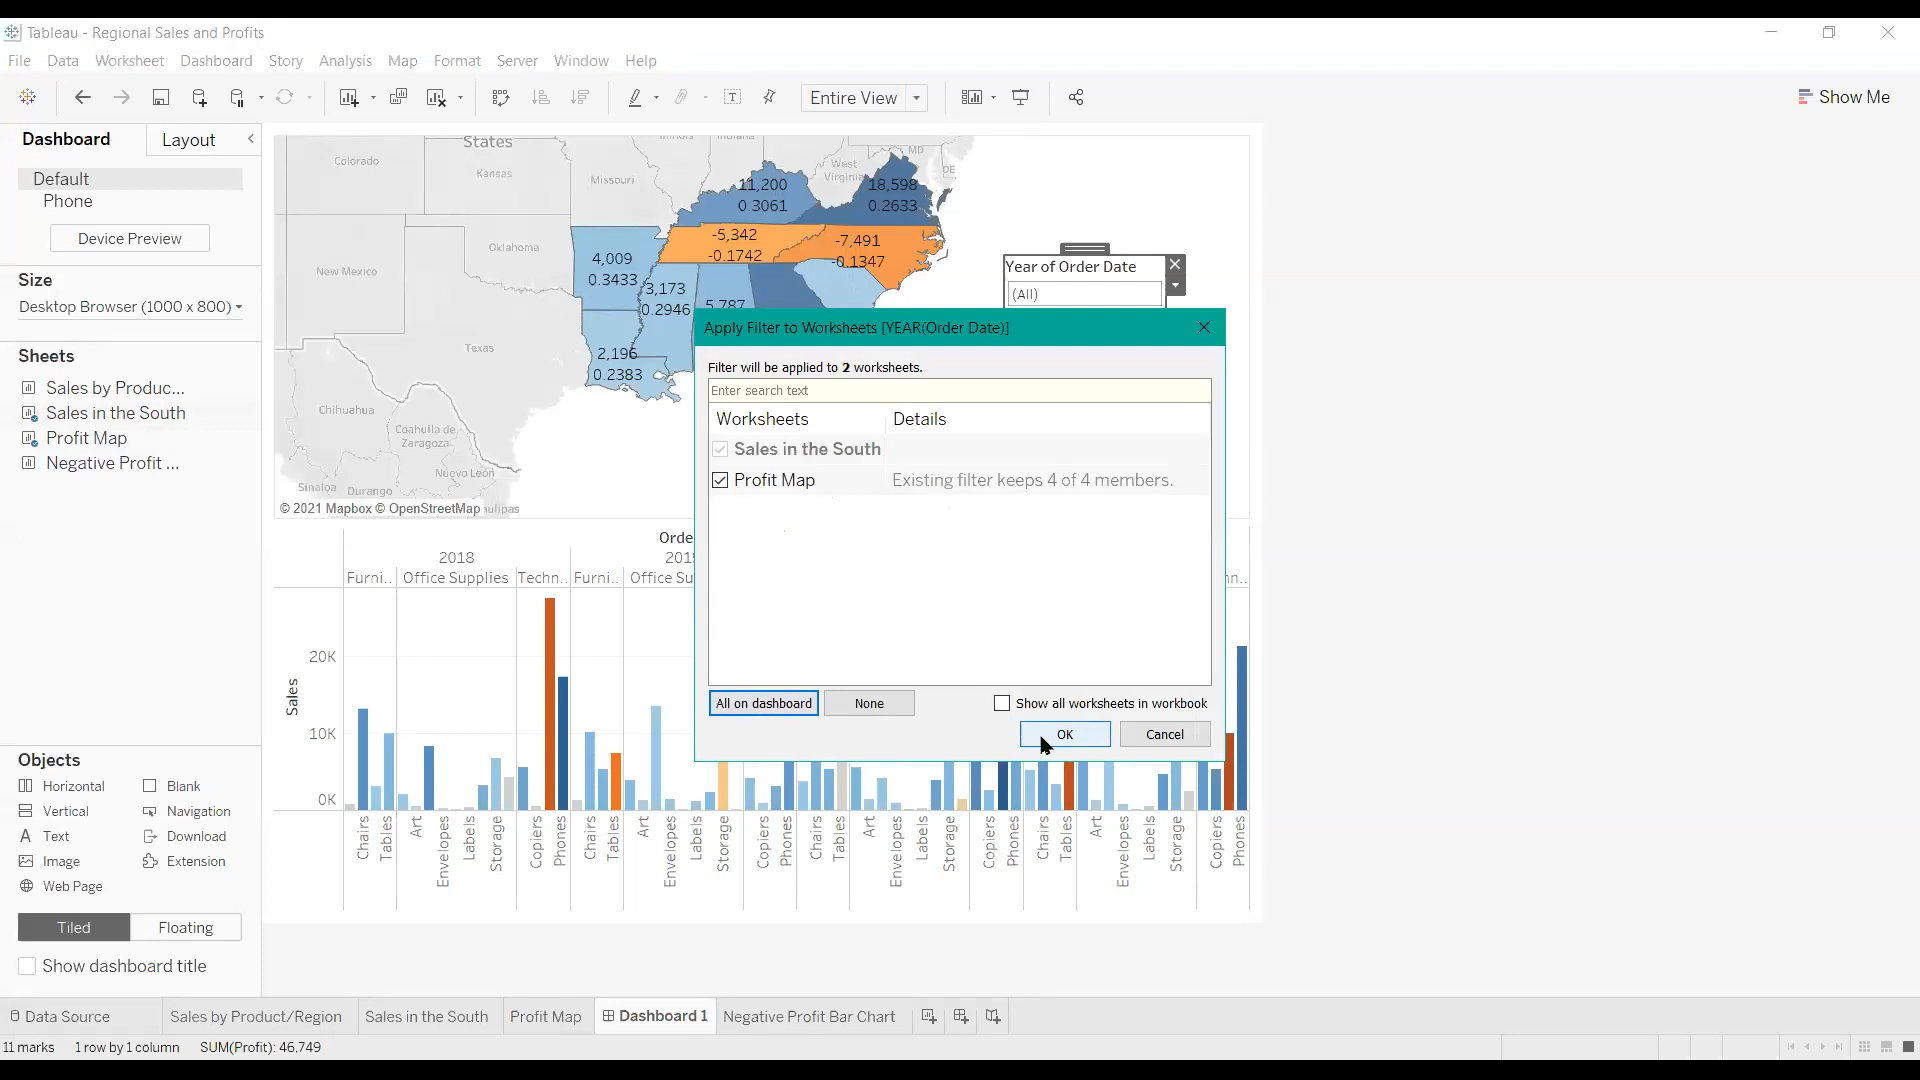 Tableau - Regional Sales and Profits
File Data Worksheet Dashboard Story Analysis Map Format Server Window Help
Entire View
Show Me
Dashboard
Layout
Default
Phone
Device Preview
Size
Desktop Browser (1000 x 800)
Sheets
Sales by Produc...
Sales in the South
Profit Map
Negative Profit ...
Objects
Horizontal
Blank
Vertical
Navigation
Text
Download
Image
Extension
Web Page
Tiled
Floating
Show dashboard title
States
Illinois
Indiana
Colorado
Kansas
Missouri
West
Virginia
MD
DE
11,200
0.3061
18,598
0.2633
-5,342
-0.1742
-7,491
-0.1347
New Mexico
Oklahoma
4,009
0.3433
3,173
0.2946
5,787
Texas
2,196
0.2383
Chihuahua
Coahuila de
Zaragoza
Nuevo León
Sinaloa
Durango
© 2021 Mapbox © OpenStreetMap
Year of Order Date
(All)
Apply Filter to Worksheets [YEAR(Order Date)]
Filter will be applied to 2 worksheets.
Enter search text
Worksheets
Details
Sales in the South
Profit Map
Existing filter keeps 4 of 4 members.
All on dashboard
None
Show all worksheets in workbook
OK
Cancel
2018
Furni..
Office Supplies
Techn..
Furni..
Sales
20K
10K
0K
Chairs
Tables
Art
Envelopes
Labels
Storage
Copiers
Phones
Chairs
Tables
Art
Envelopes
Labels
Storage
Copiers
Phones
Chairs
Tables
Art
Envelopes
Labels
Storage
Copiers
Phones
Chairs
Tables
Art
Envelopes
Labels
Storage
Copiers
Phones
Data Source
Sales by Product/Region
Sales in the South
Profit Map
Dashboard 1
Negative Profit Bar Chart
11 marks
1 row by 1 column
SUM(Profit): 46,749